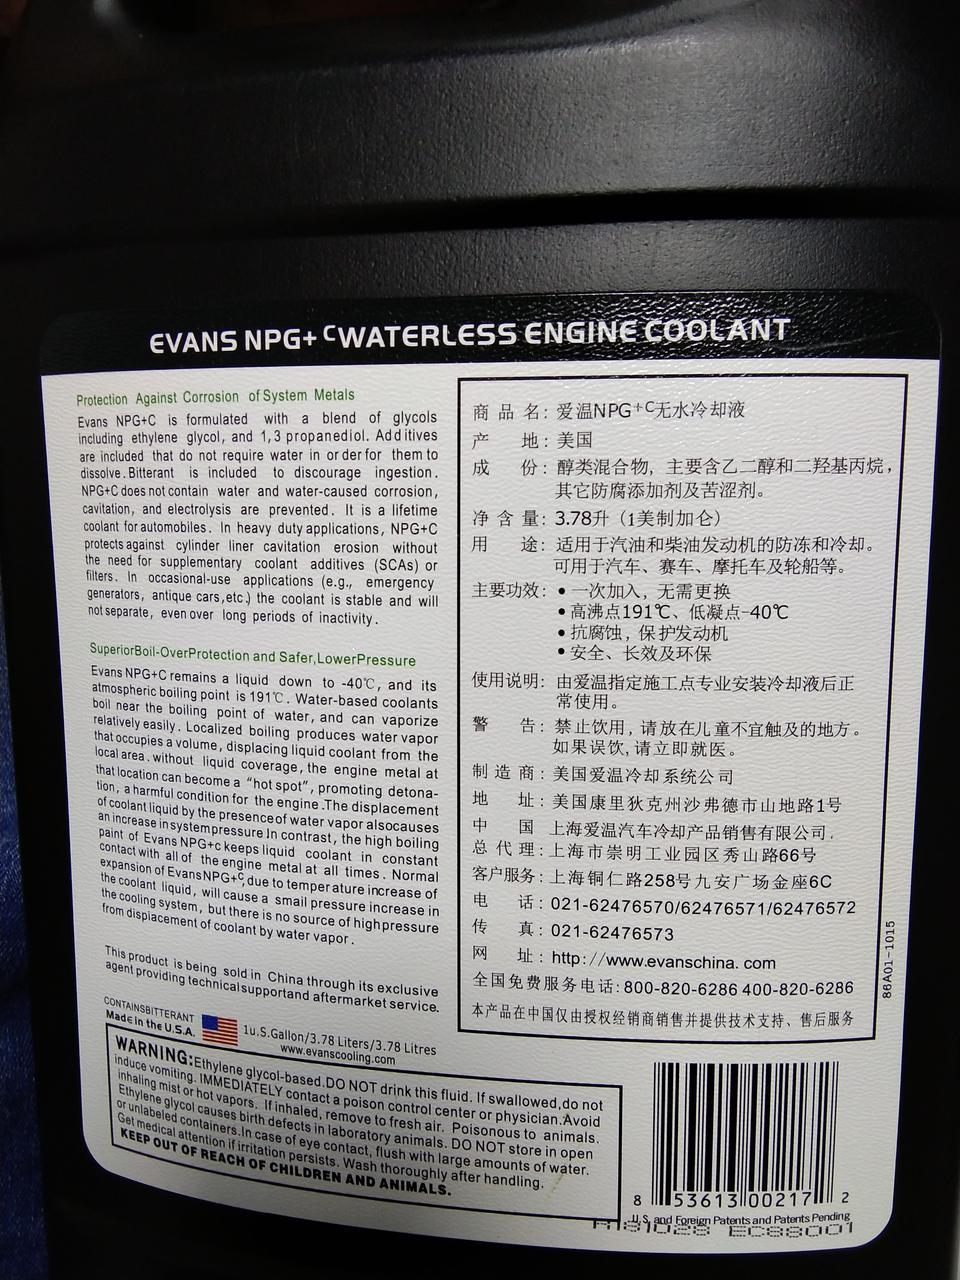 EVANS NPG+ CWATERLESS ENGINE COOLANT
Protection Against Corrosion of System Metals
Evans NPG+C is formulated with a blend of glycols
including ethylene glycol, and 1,3 propanediol. Additives
are included that do not require water in order for them to
dissolve. Bitterant is included to discourage ingestion.
NPG+C does not contain water and water-caused corrosion,
cavitation, and electrolysis are prevented. It is a lifetime
coolant for automobiles. In heavy duty applications, NPG+C
protects against cylinder liner cavitation erosion without
the need for supplementary coolant additives (SCAs) or
filters. In occasional-use applications (e.g., emergency
generators, antique cars,etc.) the coolant is stable and will
not separate, even over long periods of inactivity.
SuperiorBoil-OverProtection and Safer,LowerPressure
Evans NPG+C remains a liquid down to -40℃, and its
atmospheric boiling point is 191℃. Water-based coolants
boil near the boiling point of water, and can vaporize
relatively easily. Localized boiling produces water vapor
that occupies a volume, displacing liquid coolant from the
local area. without liquid coverage, the engine metal at
that location can become a "hot spot", promoting detona-
tion, a harmful condition for the engine .The displacement
of coolant liquid by the presence of water vapor alsocauses
an increase in systempressure In contrast, the high boiling
paint of Evans NPG+c keeps liquid coolant in constant
contact with all of the engine metal at all times. Normal
expansion of EvansNPG+C,due to temperature increase of
the coolant liquid, will cause a small pressure increase in
the cooling system, but there is no source of highpressure
from displacement of coolant by water vapor.
This product is being sold in China through its exclusive
agent providing technical support and aftermarket service.
CONTAINSBITTERANT
Made in the U.S.A.
1u.S.Gallon/3.78 Liters/3.78 Litres
www.evanscooling.com
WARNING:Ethylene glycol-based.DO NOT drink this fluid. If swallowed,do not
induce vomiting. IMMEDIATELY contact a poison control center or physician.Avoid
inhaling mist or hot vapors. If inhaled, remove to fresh air. Poisonous to animals.
Ethylene glycol causes birth defects in laboratory animals. DO NOT store in open
or unlabeled containers.In case of eye contact, flush with large amounts of water.
Get medical attention if irritation persists. Wash thoroughly after handling.
KEEP OUT OF REACH OF CHILDREN AND ANIMALS.
商品名：爱温NPG+C无水冷却液
产 地：美国
成 份：醇类混合物，主要含乙二醇和二羟基丙烷，
其它防腐添加剂及苦涩剂。
净含量：3.78升（1美制加仑）
用 途：适用于汽油和柴油发动机的防冻和冷却。
可用于汽车、赛车、摩托车及轮船等。
主要功效：• 一次加入，无需更换
• 高沸点191℃、低凝点-40℃
• 抗腐蚀，保护发动机
• 安全、长效及环保
使用说明：由爱温指定施工点专业安装冷却液后正
常使用。
警 告：禁止饮用，请放在儿童不宜触及的地方。
如果误饮,请立即就医。
制造商：美国爱温冷却系统公司
地 址：美国康里狄克州沙弗德市山地路1号
中 国 上海爱温汽车冷却产品销售有限公司.
总代理：上海市崇明工业园区秀山路66号
客户服务：上海铜仁路258号九安广场金座6C
电 话：021-62476570/62476571/62476572
传 真：021-62476573
网 址：http://www.evanschina.com
全国免费服务电话：800-820-6286 400-820-6286
本产品在中国仅由授权经销商销售并提供技术支持、售后服务
86A01-1015
8 53613 00217 2
U.S. and Foreign Patents and Patents Pending
EC88001